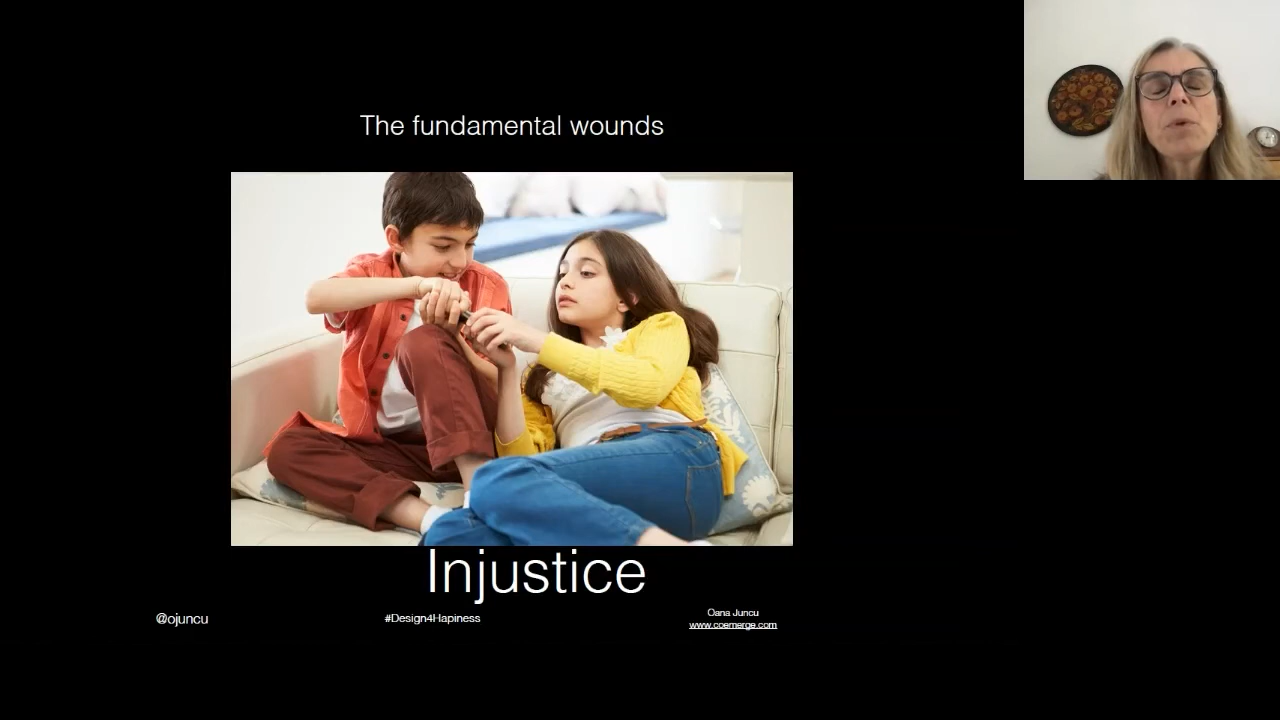 The fundamental wounds
Injustice
@ojuncu
#Design4Hapiness
Oana Juncu
www.coemerge.com